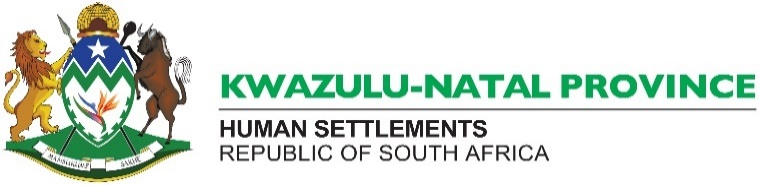 KWAZULU-NATAL PROVINCE
HUMAN SETTLEMENTS
REPUBLIC OF SOUTH AFRICA